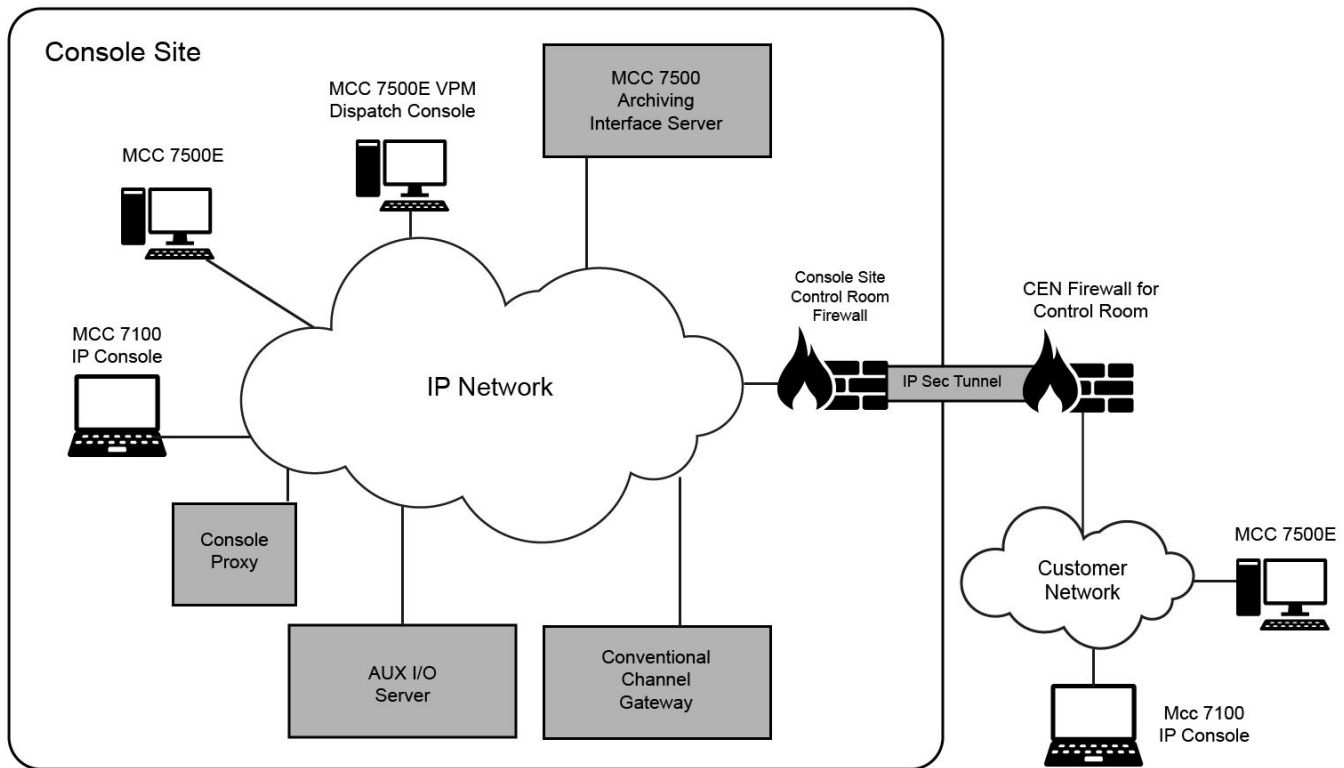 Console Site
MCC 7500E VPM
Dispatch Console
MCC 7500
Archiving
Interface Server
MCC 7500E
MCC 7100
IP Console
IP Network
Console Site
Control Room
Firewall
IP Sec Tunnel
CEN Firewall for
Control Room
Console
Proxy
AUX I/O
Server
Conventional
Channel
Gateway
Customer
Network
MCC 7500E
Mcc 7100
IP Console